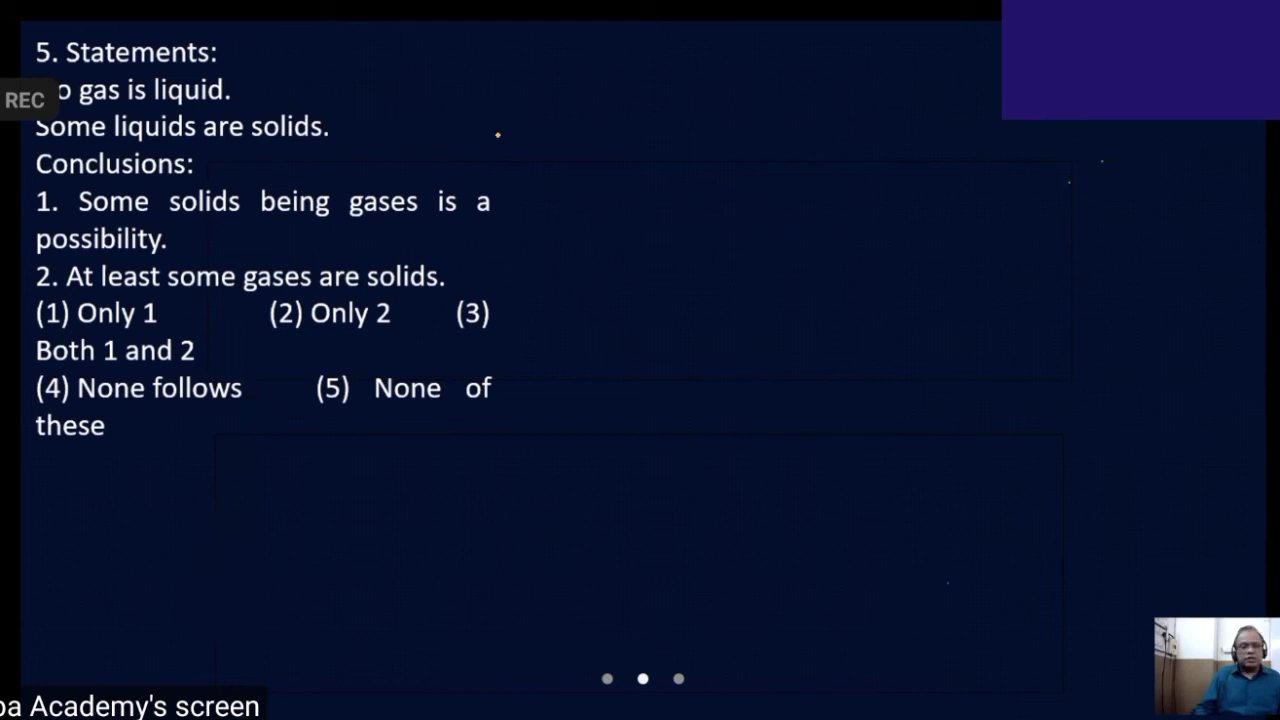 5. Statements:
o gas is liquid.
REC
Some liquids are solids.
Conclusions:
1. Some solids being gases is a
possibility.
2. At least some gases are solids.
(1) Only 1 (2) Only 2 (3)
Both 1 and 2
(4) None follows (5) None of
these
oa Academy's screen